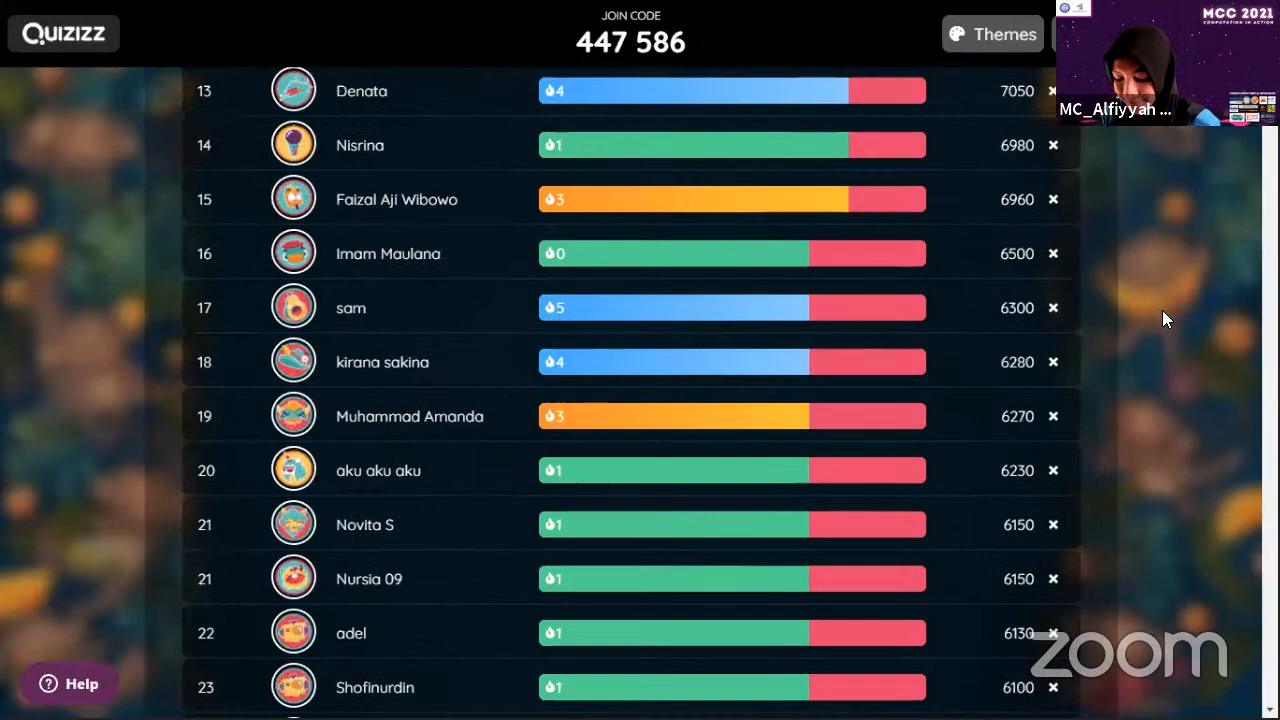 Quizizz
JOIN CODE
447 586
Themes
MCC 2021
COMPUTATION IN ACTION
MC_Alfiyyah ...
13 Denata 4 7050
14 Nisrina 1 6980
15 Faizal Aji Wibowo 3 6960
16 Imam Maulana 0 6500
17 sam 5 6300
18 kirana sakina 4 6280
19 Muhammad Amanda 3 6270
20 aku aku aku 1 6230
21 Novita S 1 6150
21 Nursia 09 1 6150
22 adel 1 6130
23 Shofinurdin 1 6100
Help
zoom